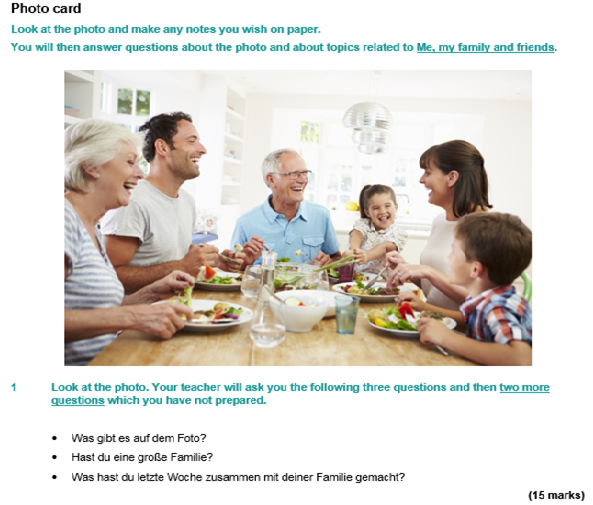 Photo card
Look at the photo and make any notes you wish on paper.
You will then answer questions about the photo and about topics related to Me, my family and friends.
1 Look at the photo. Your teacher will ask you the following three questions and then two more
questions which you have not prepared.
• Was gibt es auf dem Foto?
• Hast du eine große Familie?
• Was hast du letzte Woche zusammen mit deiner Familie gemacht?
(15 marks)